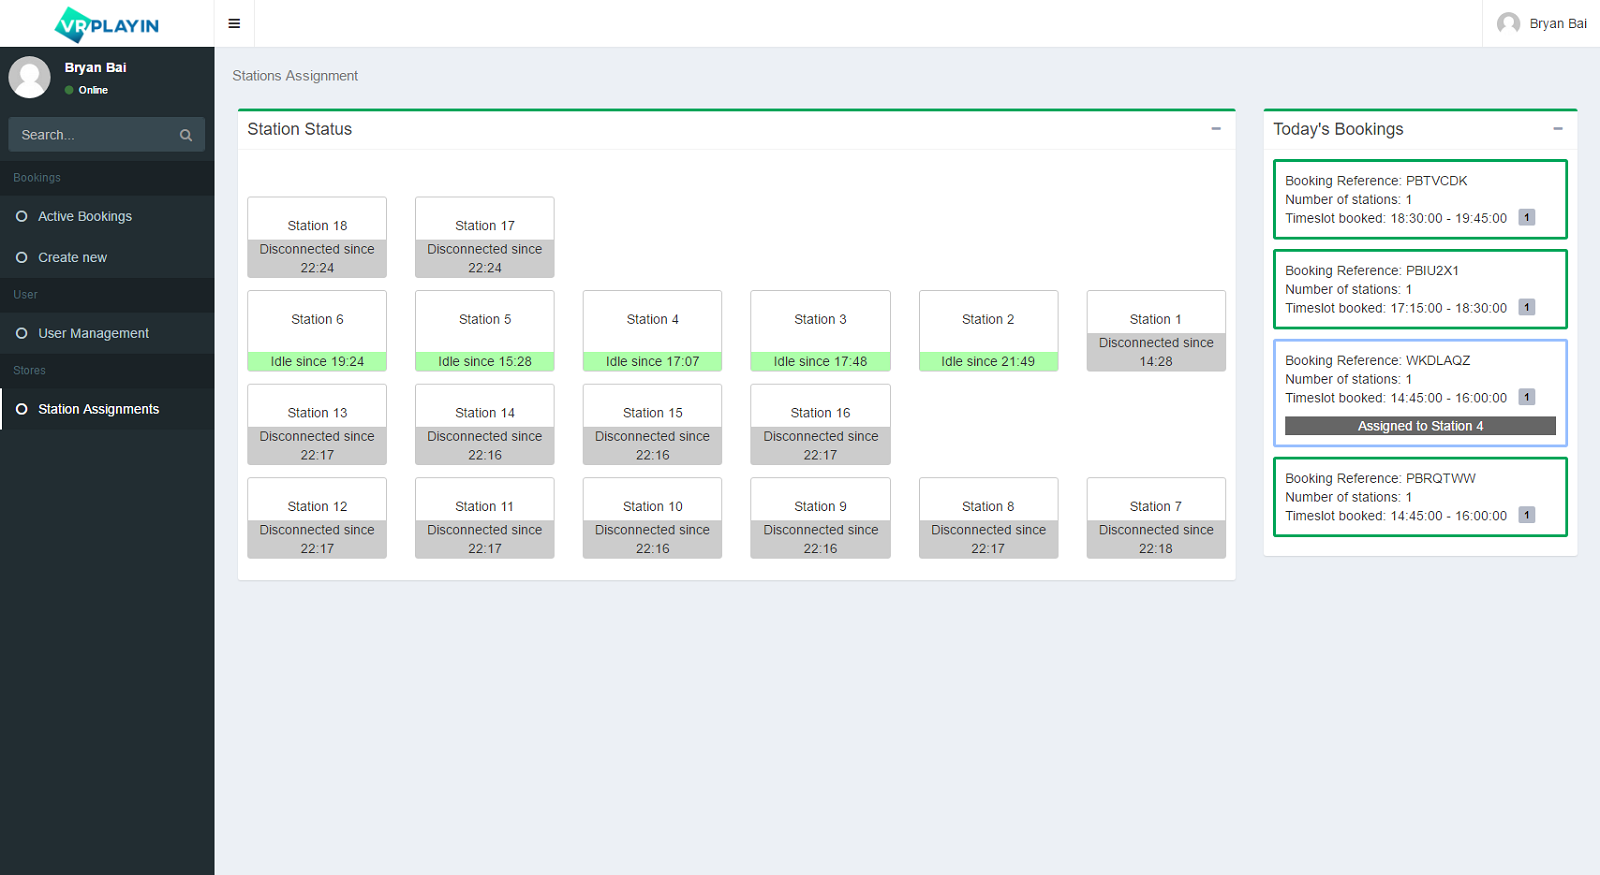 VRPLAYIN
Bryan Bai
Bryan Bai
Online
Search...
Bookings
Active Bookings
Create new
User
User Management
Stores
Station Assignments
Stations Assignment
Station Status
Station 18
Disconnected since
22:24
Station 17
Disconnected since
22:24
Station 6
Idle since 19:24
Station 5
Idle since 15:28
Station 4
Idle since 17:07
Station 3
Idle since 17:48
Station 2
Idle since 21:49
Station 1
Disconnected since
14:28
Station 13
Disconnected since
22:17
Station 14
Disconnected since
22:16
Station 15
Disconnected since
22:16
Station 16
Disconnected since
22:17
Station 12
Disconnected since
22:17
Station 11
Disconnected since
22:17
Station 10
Disconnected since
22:16
Station 9
Disconnected since
22:16
Station 8
Disconnected since
22:17
Station 7
Disconnected since
22:18
Today's Bookings
Booking Reference: PBTVCDK
Number of stations: 1
Timeslot booked: 18:30:00 - 19:45:00 1
Booking Reference: PBIU2X1
Number of stations: 1
Timeslot booked: 17:15:00 - 18:30:00 1
Booking Reference: WKDLAQZ
Number of stations: 1
Timeslot booked: 14:45:00 - 16:00:00 1
Assigned to Station 4
Booking Reference: PBRQTWW
Number of stations: 1
Timeslot booked: 14:45:00 - 16:00:00 1